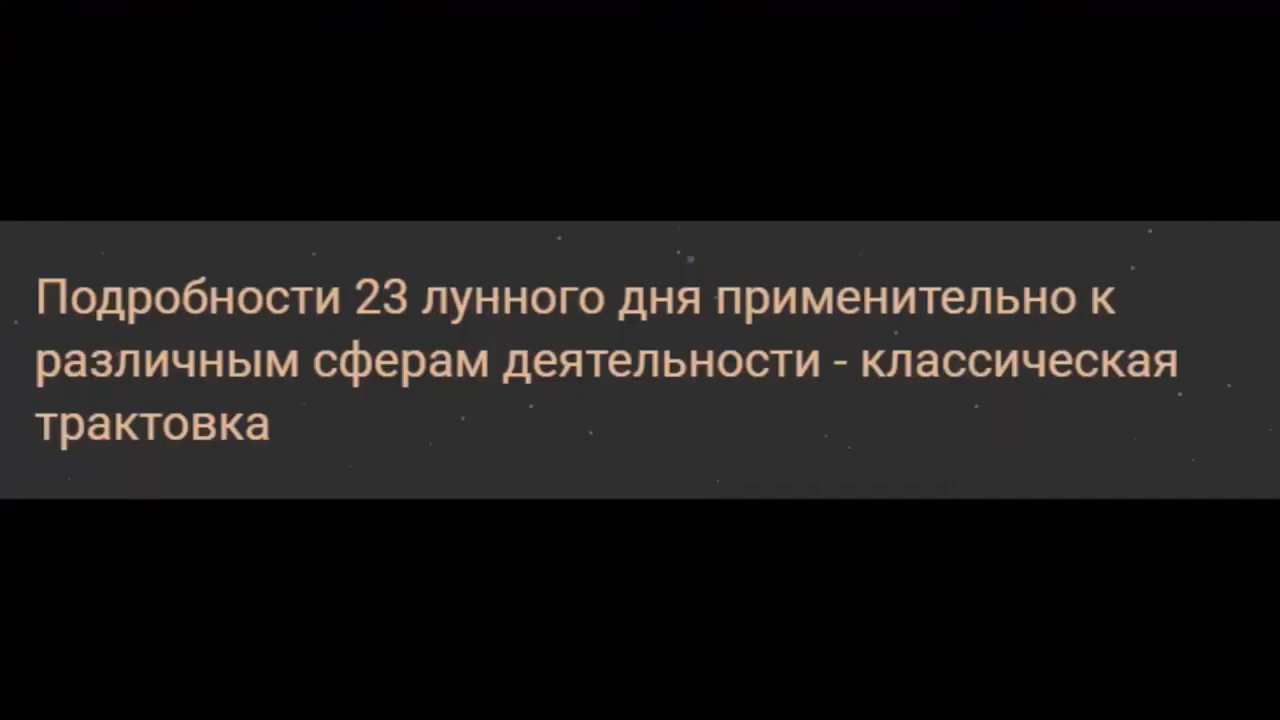 Подробности 23 лунного дня применительно к
различным сферам деятельности - классическая
трактовка